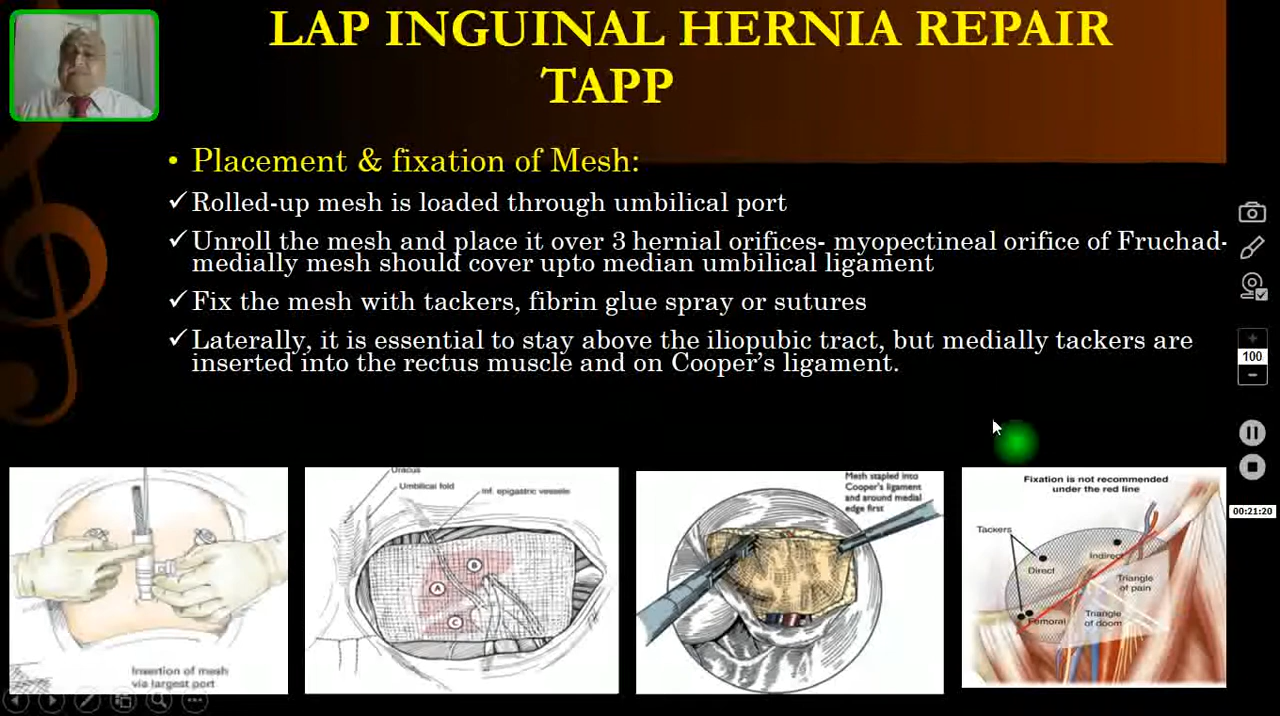 LAP INGUINAL HERNIA REPAIR
TAPP
• Placement & fixation of Mesh:
✓Rolled-up mesh is loaded through umbilical port
✓Unroll the mesh and place it over 3 hernial orifices- myopectineal orifice of Fruchad-
medially mesh should cover upto median umbilical ligament
✓Fix the mesh with tackers, fibrin glue spray or sutures
✓Laterally, it is essential to stay above the iliopubic tract, but medially tackers are
inserted into the rectus muscle and on Cooper's ligament.
100
00:21:20
Insertion of mesh
via largest port
Uracus
Umbilical fold
Inf. epigastric vessels
A
B
C
Mesh stapled into
Cooper's ligament
and around medial
edge first
Fixation is not recommended
under the red line
Tackers
Direct
Indirect
Femoral
Triangle
of pain
Triangle
of doom